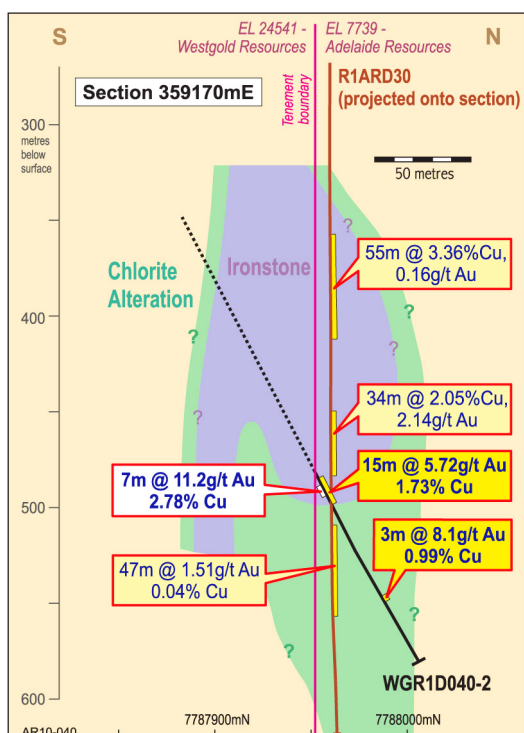 S
EL 24541 -
Westgold Resources
EL 7739 -
Adelaide Resources
N
Section 359170mE
Tenement
boundary
R1ARD30
(projected onto section)
300
metres
below
surface
50 metres
?
55m @ 3.36%Cu,
0.16g/t Au
Chlorite
Alteration
Ironstone
400
?
?
?
34m @ 2.05%Cu,
2.14g/t Au
?
7m @ 11.2g/t Au
2.78% Cu
15m @ 5.72g/t Au
1.73% Cu
500
3m @ 8.1g/t Au
0.99% Cu
47m @ 1.51g/t Au
0.04% Cu
?
?
WGR1D040-2
600
7787900mN
7788000mN
AR10-040